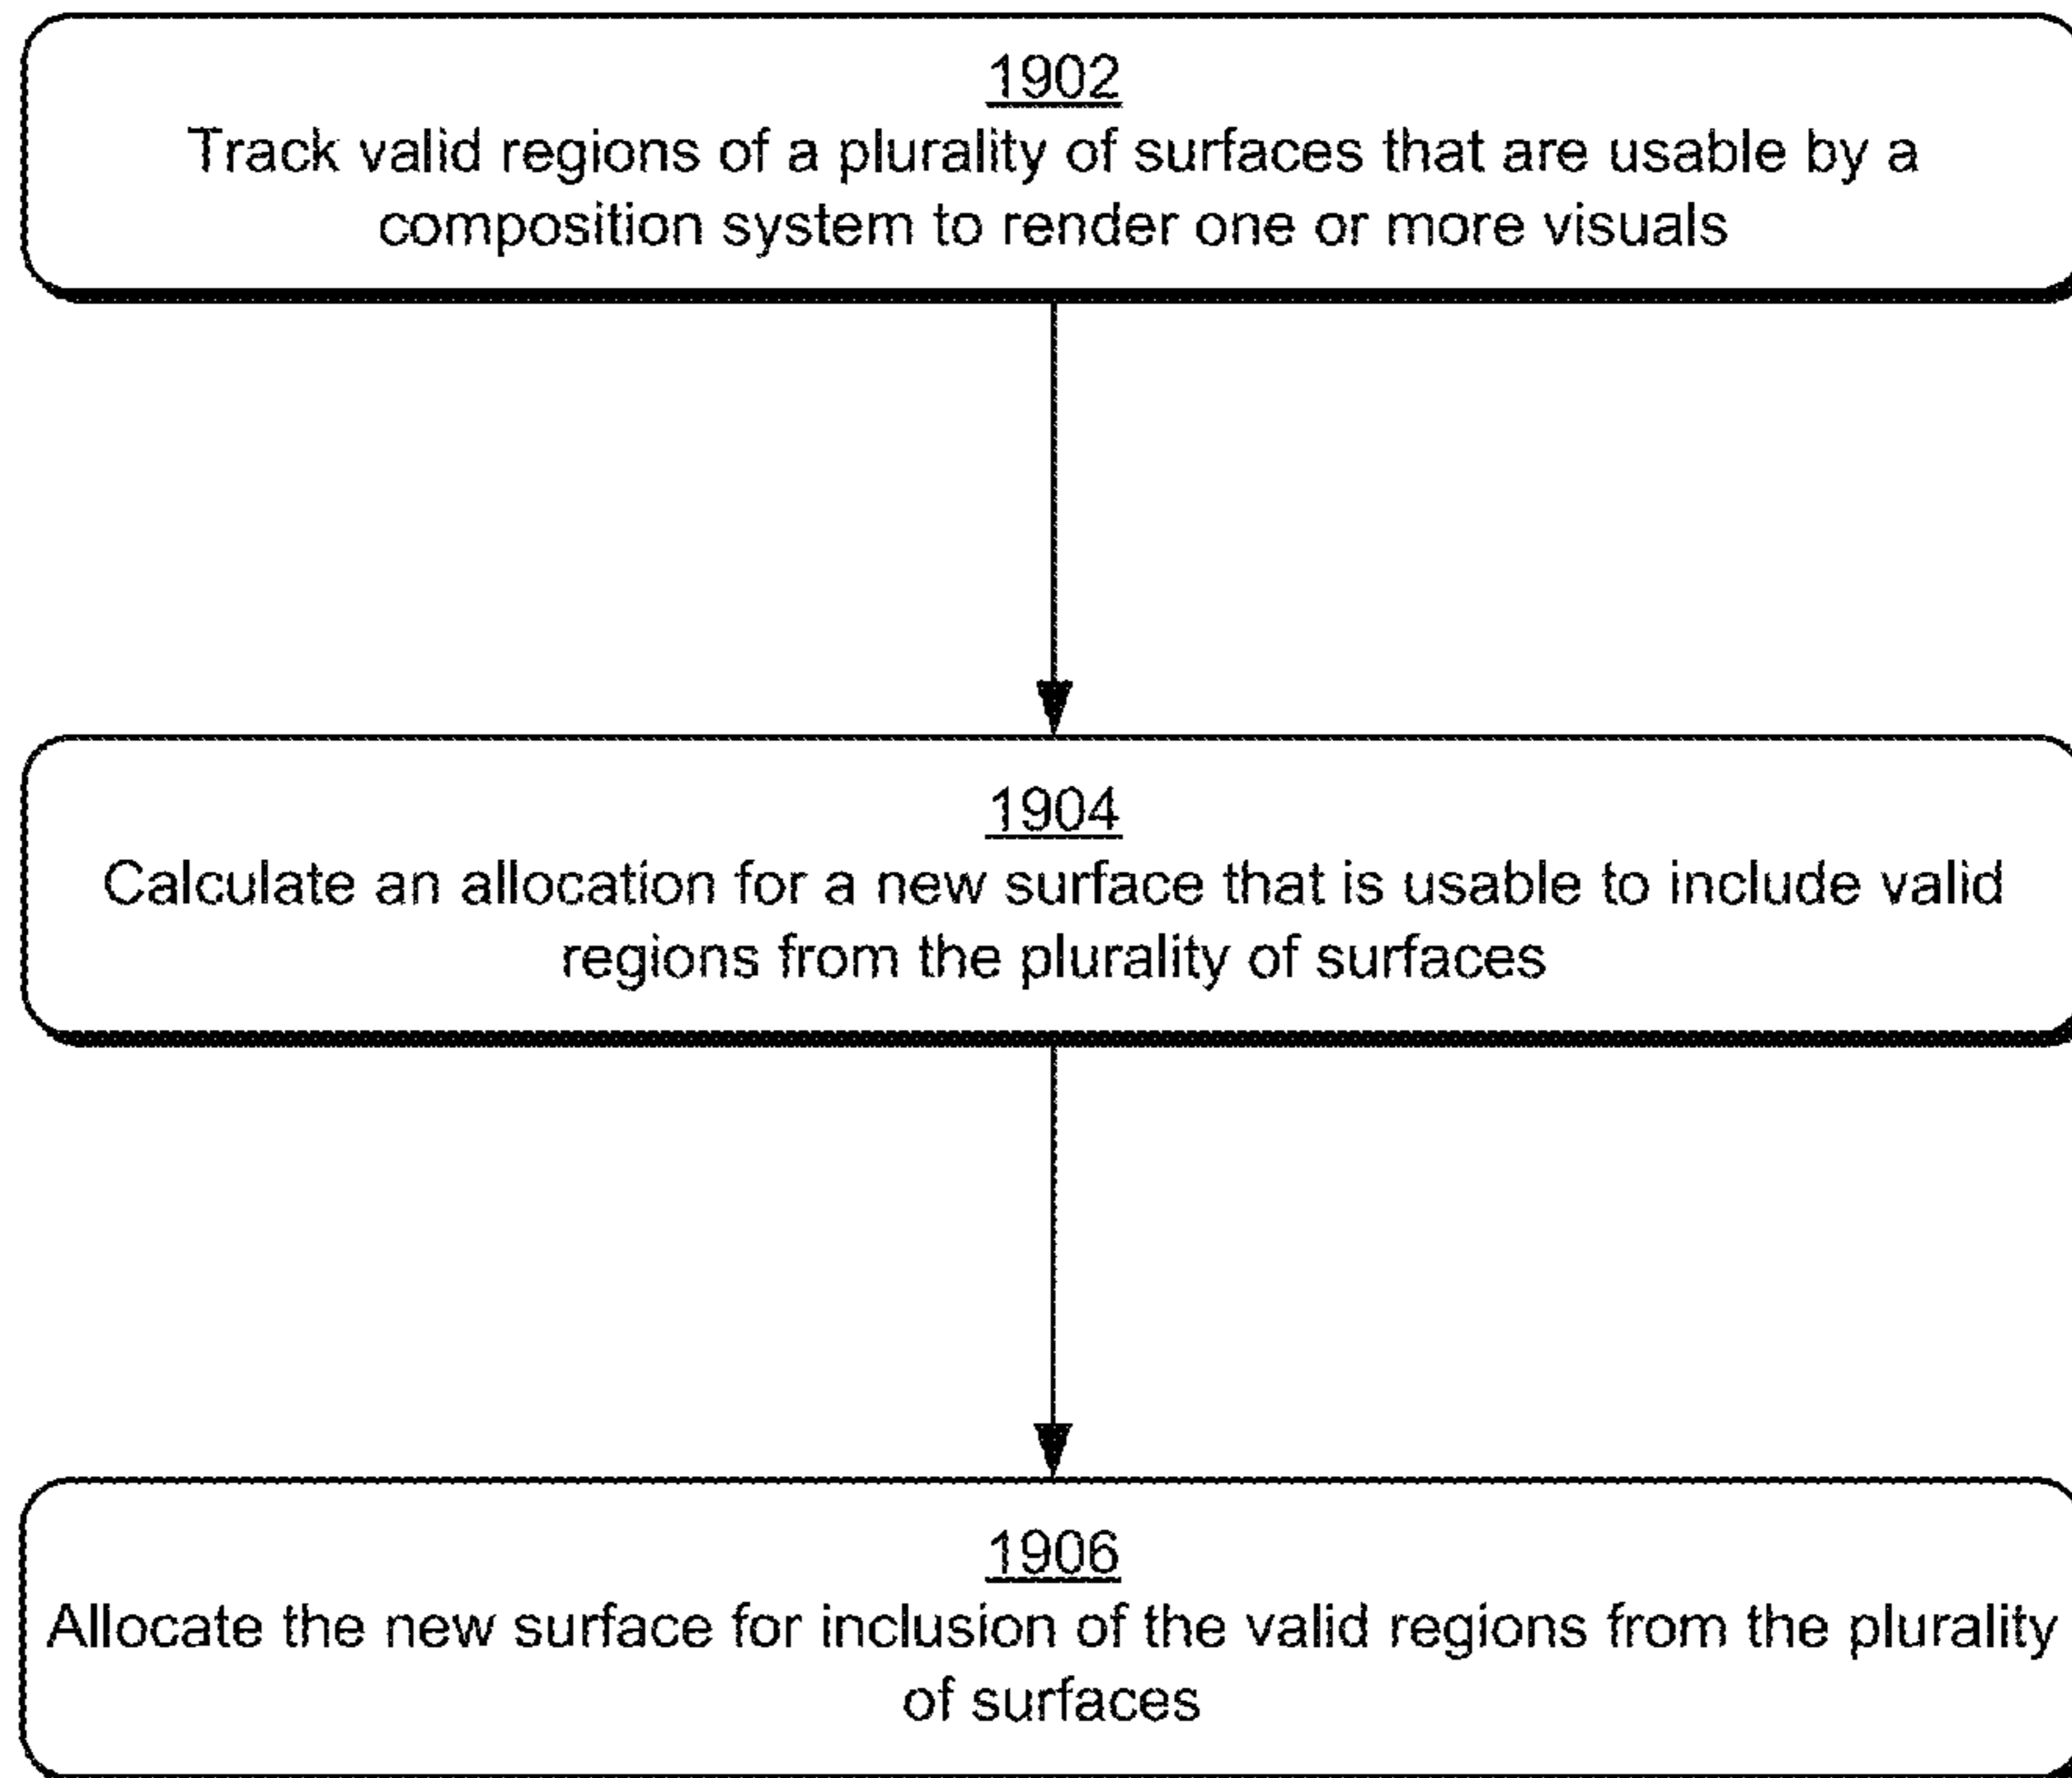 1902
Track valid regions of a plurality of surfaces that are usable by a
composition system to render one or more visuals
1904
Calculate an allocation for a new surface that is usable to include valid
regions from the plurality of surfaces
1906
Allocate the new surface for inclusion of the valid regions from the plurality
of surfaces